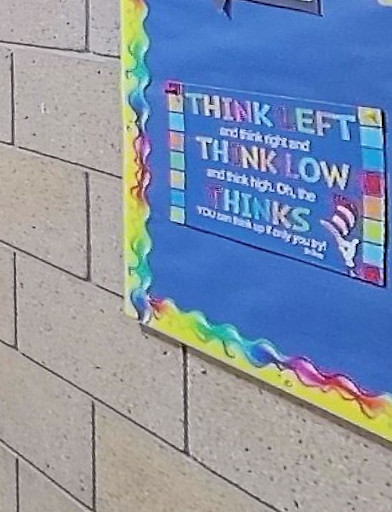 THINK LEFT
and think right and
THINK LOW
and think high. Oh, the
THINKS
YOU can think up if only you try!